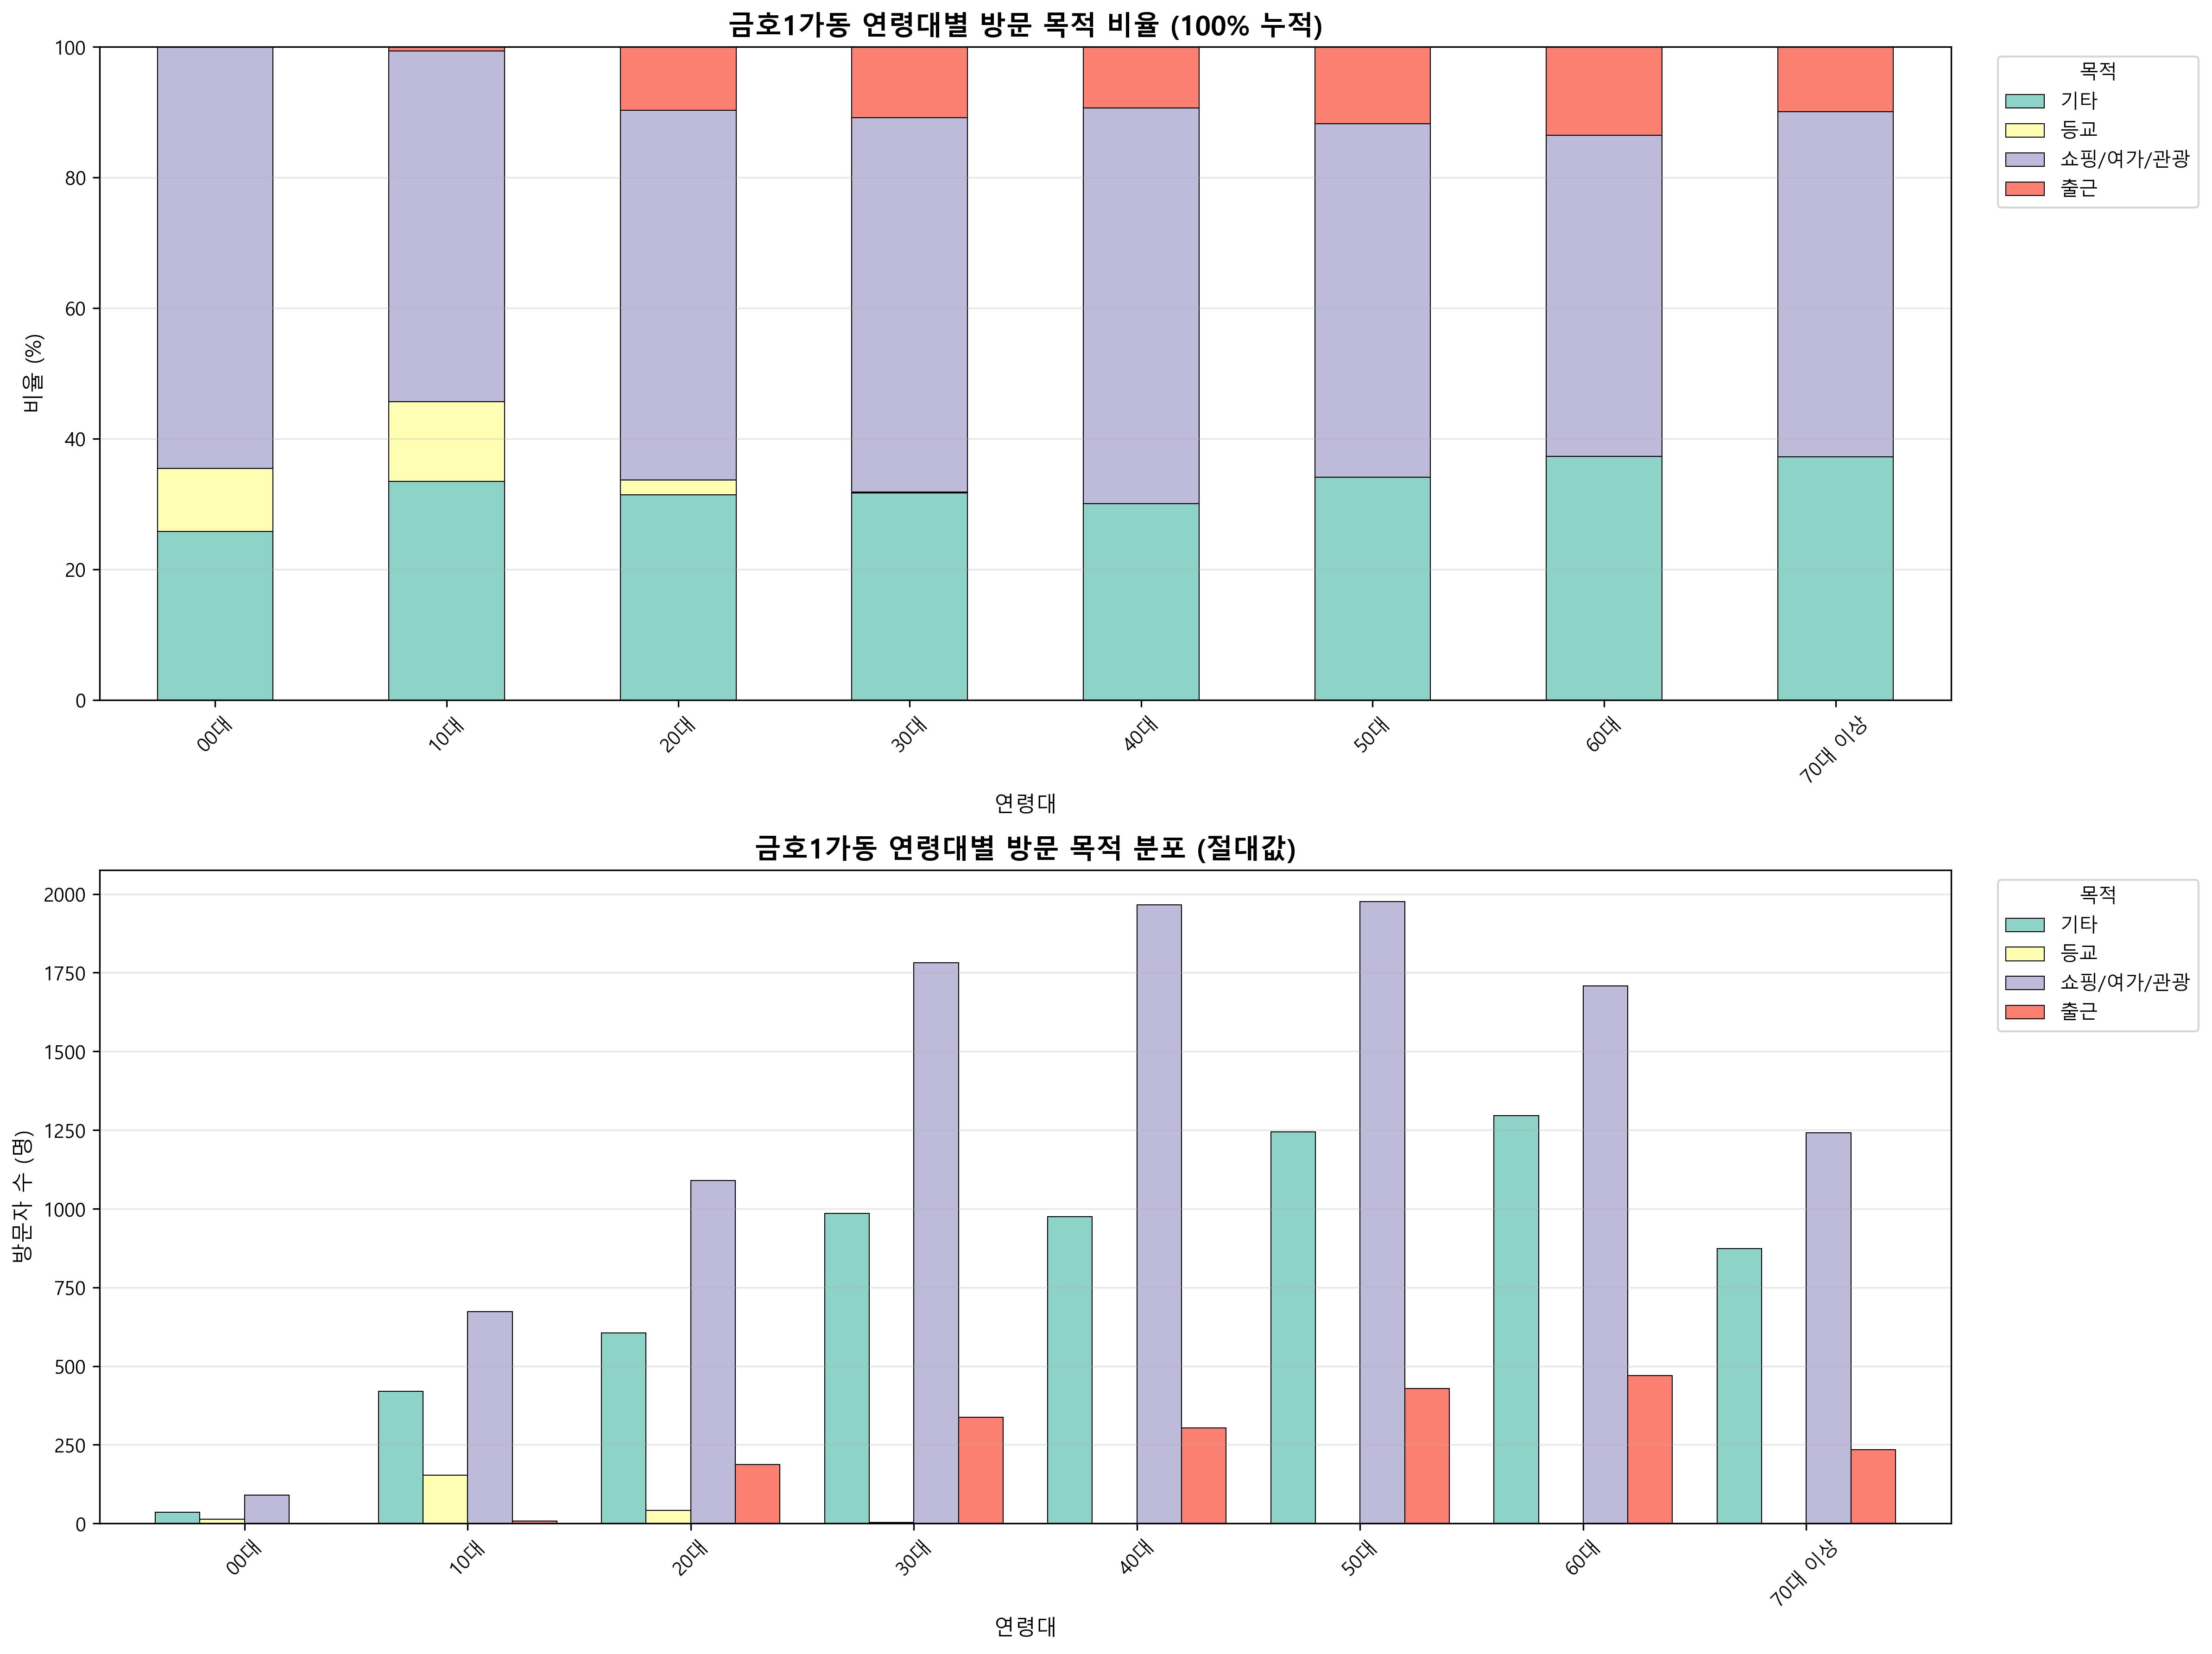 금호1가동 연령대별 방문 목적 비율 (100% 누적)
비율 (%)
100
80
60
40
20
0
00대
10대
20대
30대
40대
50대
60대
70대 이상
연령대
목적
기타
등교
쇼핑/여가/관광
출근
금호1가동 연령대별 방문 목적 분포 (절대값)
방문자 수 (명)
2000
1750
1500
1250
1000
750
500
250
0
00대
10대
20대
30대
40대
50대
60대
70대 이상
연령대
목적
기타
등교
쇼핑/여가/관광
출근